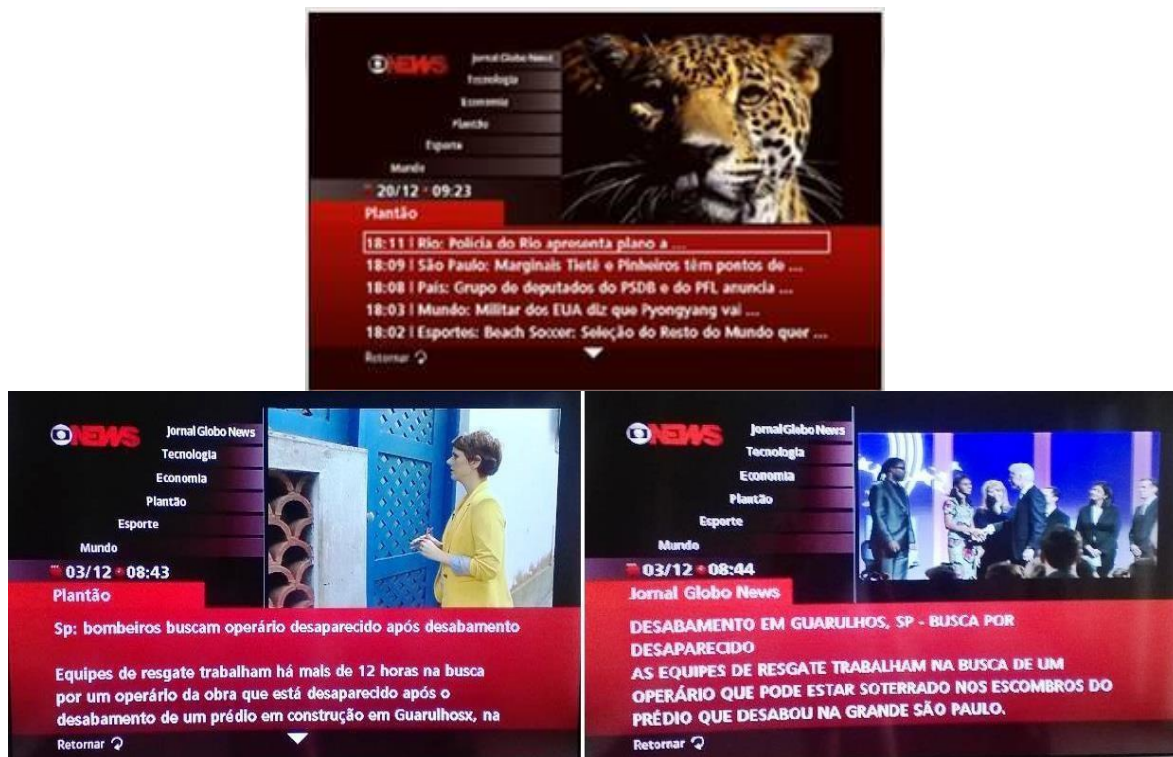 NEWS
Jornal Globo News
Tecnologia
Economia
Plantão
Esporte
Mundo
20/12 09:23
Plantão
18:11 | Rio: Polícia do Rio apresenta plano a ...
18:09 | São Paulo: Marginais Tietê e Pinheiros têm pontos de ...
18:08 | País: Grupo de deputados do PSDB e do PFL anuncia ...
18:03 | Mundo: Militar dos EUA diz que Pyongyang vai ...
18:02 | Esportes: Beach Soccer: Seleção do Resto do Mundo quer ...
Retornar
NEWS
Jornal Globo News
Tecnologia
Economia
Plantão
Esporte
Mundo
03/12 08:43
Plantão
Sp: bombeiros buscam operário desaparecido após desabamento
Equipes de resgate trabalham há mais de 12 horas na busca
por um operário da obra que está desaparecido após o
desabamento de um prédio em construção em Guarulhosx, na
Retornar
NEWS
Jornal Globo News
Tecnologia
Economia
Plantão
Esporte
Mundo
03/12 08:44
Jornal Globo News
DESABAMENTO EM GUARULHOS, SP - BUSCA POR
DESAPARECIDO
AS EQUIPES DE RESGATE TRABALHAM NA BUSCA DE UM
OPERÁRIO QUE PODE ESTAR SOTERRADO NOS ESCOMBROS DO
PRÉDIO QUE DESABOU NA GRANDE SÃO PAULO.
Retornar